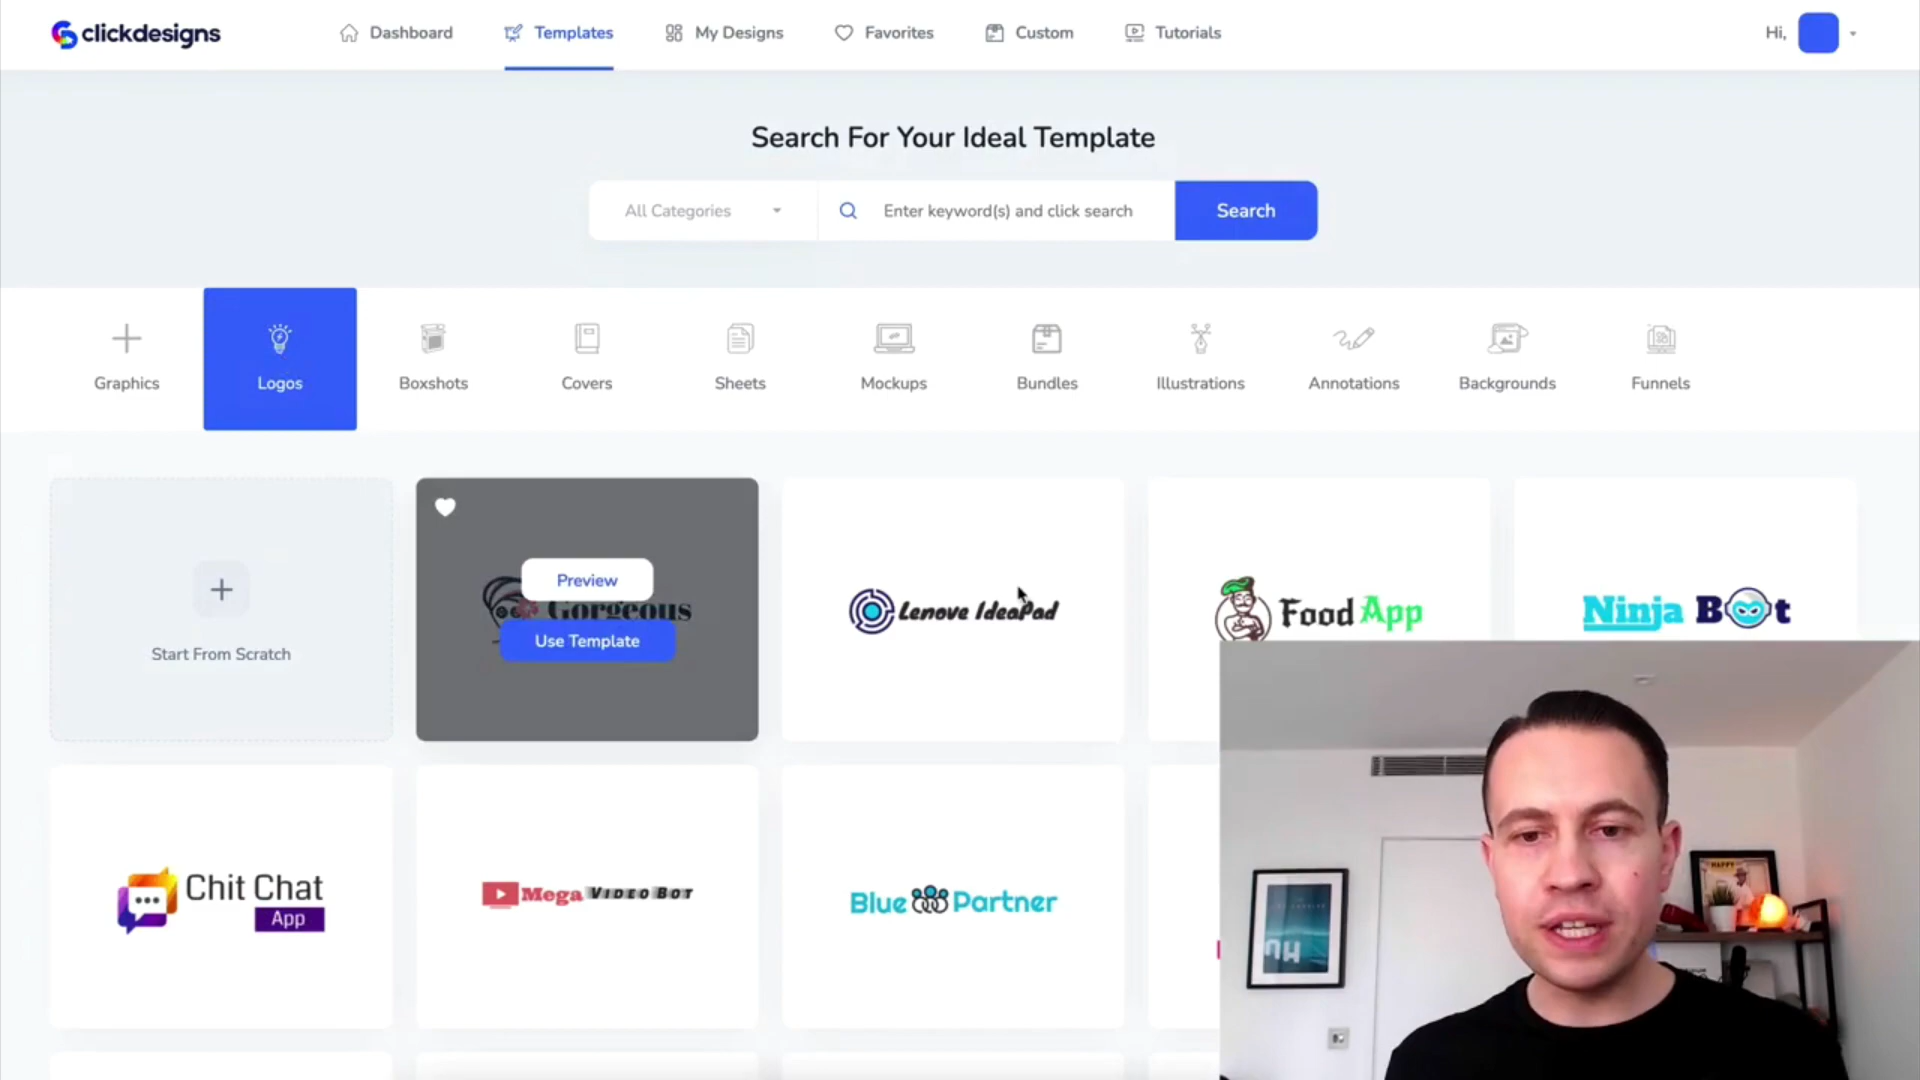 clickdesigns
Dashboard
Templates
My Designs
Favorites
Custom
Tutorials
Hi,
Search For Your Ideal Template
All Categories
Enter keyword(s) and click search
Search
Graphics
Logos
Boxshots
Covers
Sheets
Mockups
Bundles
Illustrations
Annotations
Backgrounds
Funnels
Start From Scratch
Preview
Gorgeous
Use Template
Lenove IdeaPad
Food App
Ninja Bot
Chit Chat
App
Mega Video Bot
Blue Partner
HAPPY